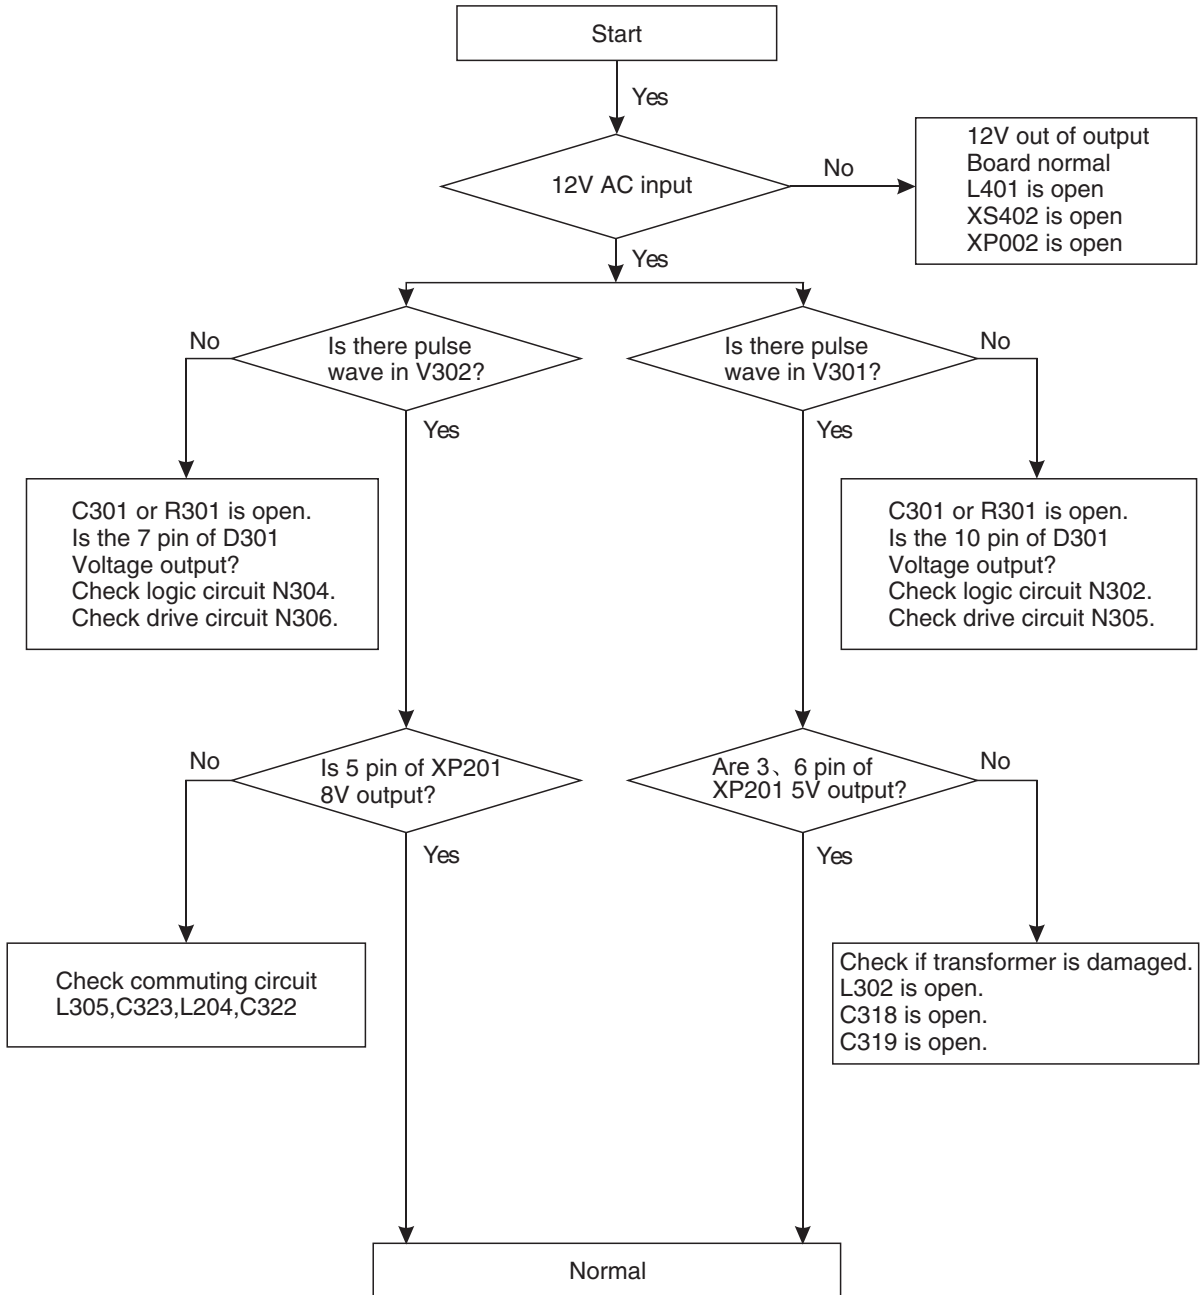 Start
Yes
12V AC input
No
12V out of output
Board normal
L401 is open
XS402 is open
XP002 is open
Yes
No
Is there pulse
wave in V302?
Yes
Is there pulse
wave in V301?
No
Yes
C301 or R301 is open.
Is the 7 pin of D301
Voltage output?
Check logic circuit N304.
Check drive circuit N306.
C301 or R301 is open.
Is the 10 pin of D301
Voltage output?
Check logic circuit N302.
Check drive circuit N305.
No
Is 5 pin of XP201
8V output?
Yes
Are 3、6 pin of
XP201 5V output?
No
Yes
Check commuting circuit
L305,C323,L204,C322
Check if transformer is damaged.
L302 is open.
C318 is open.
C319 is open.
Normal